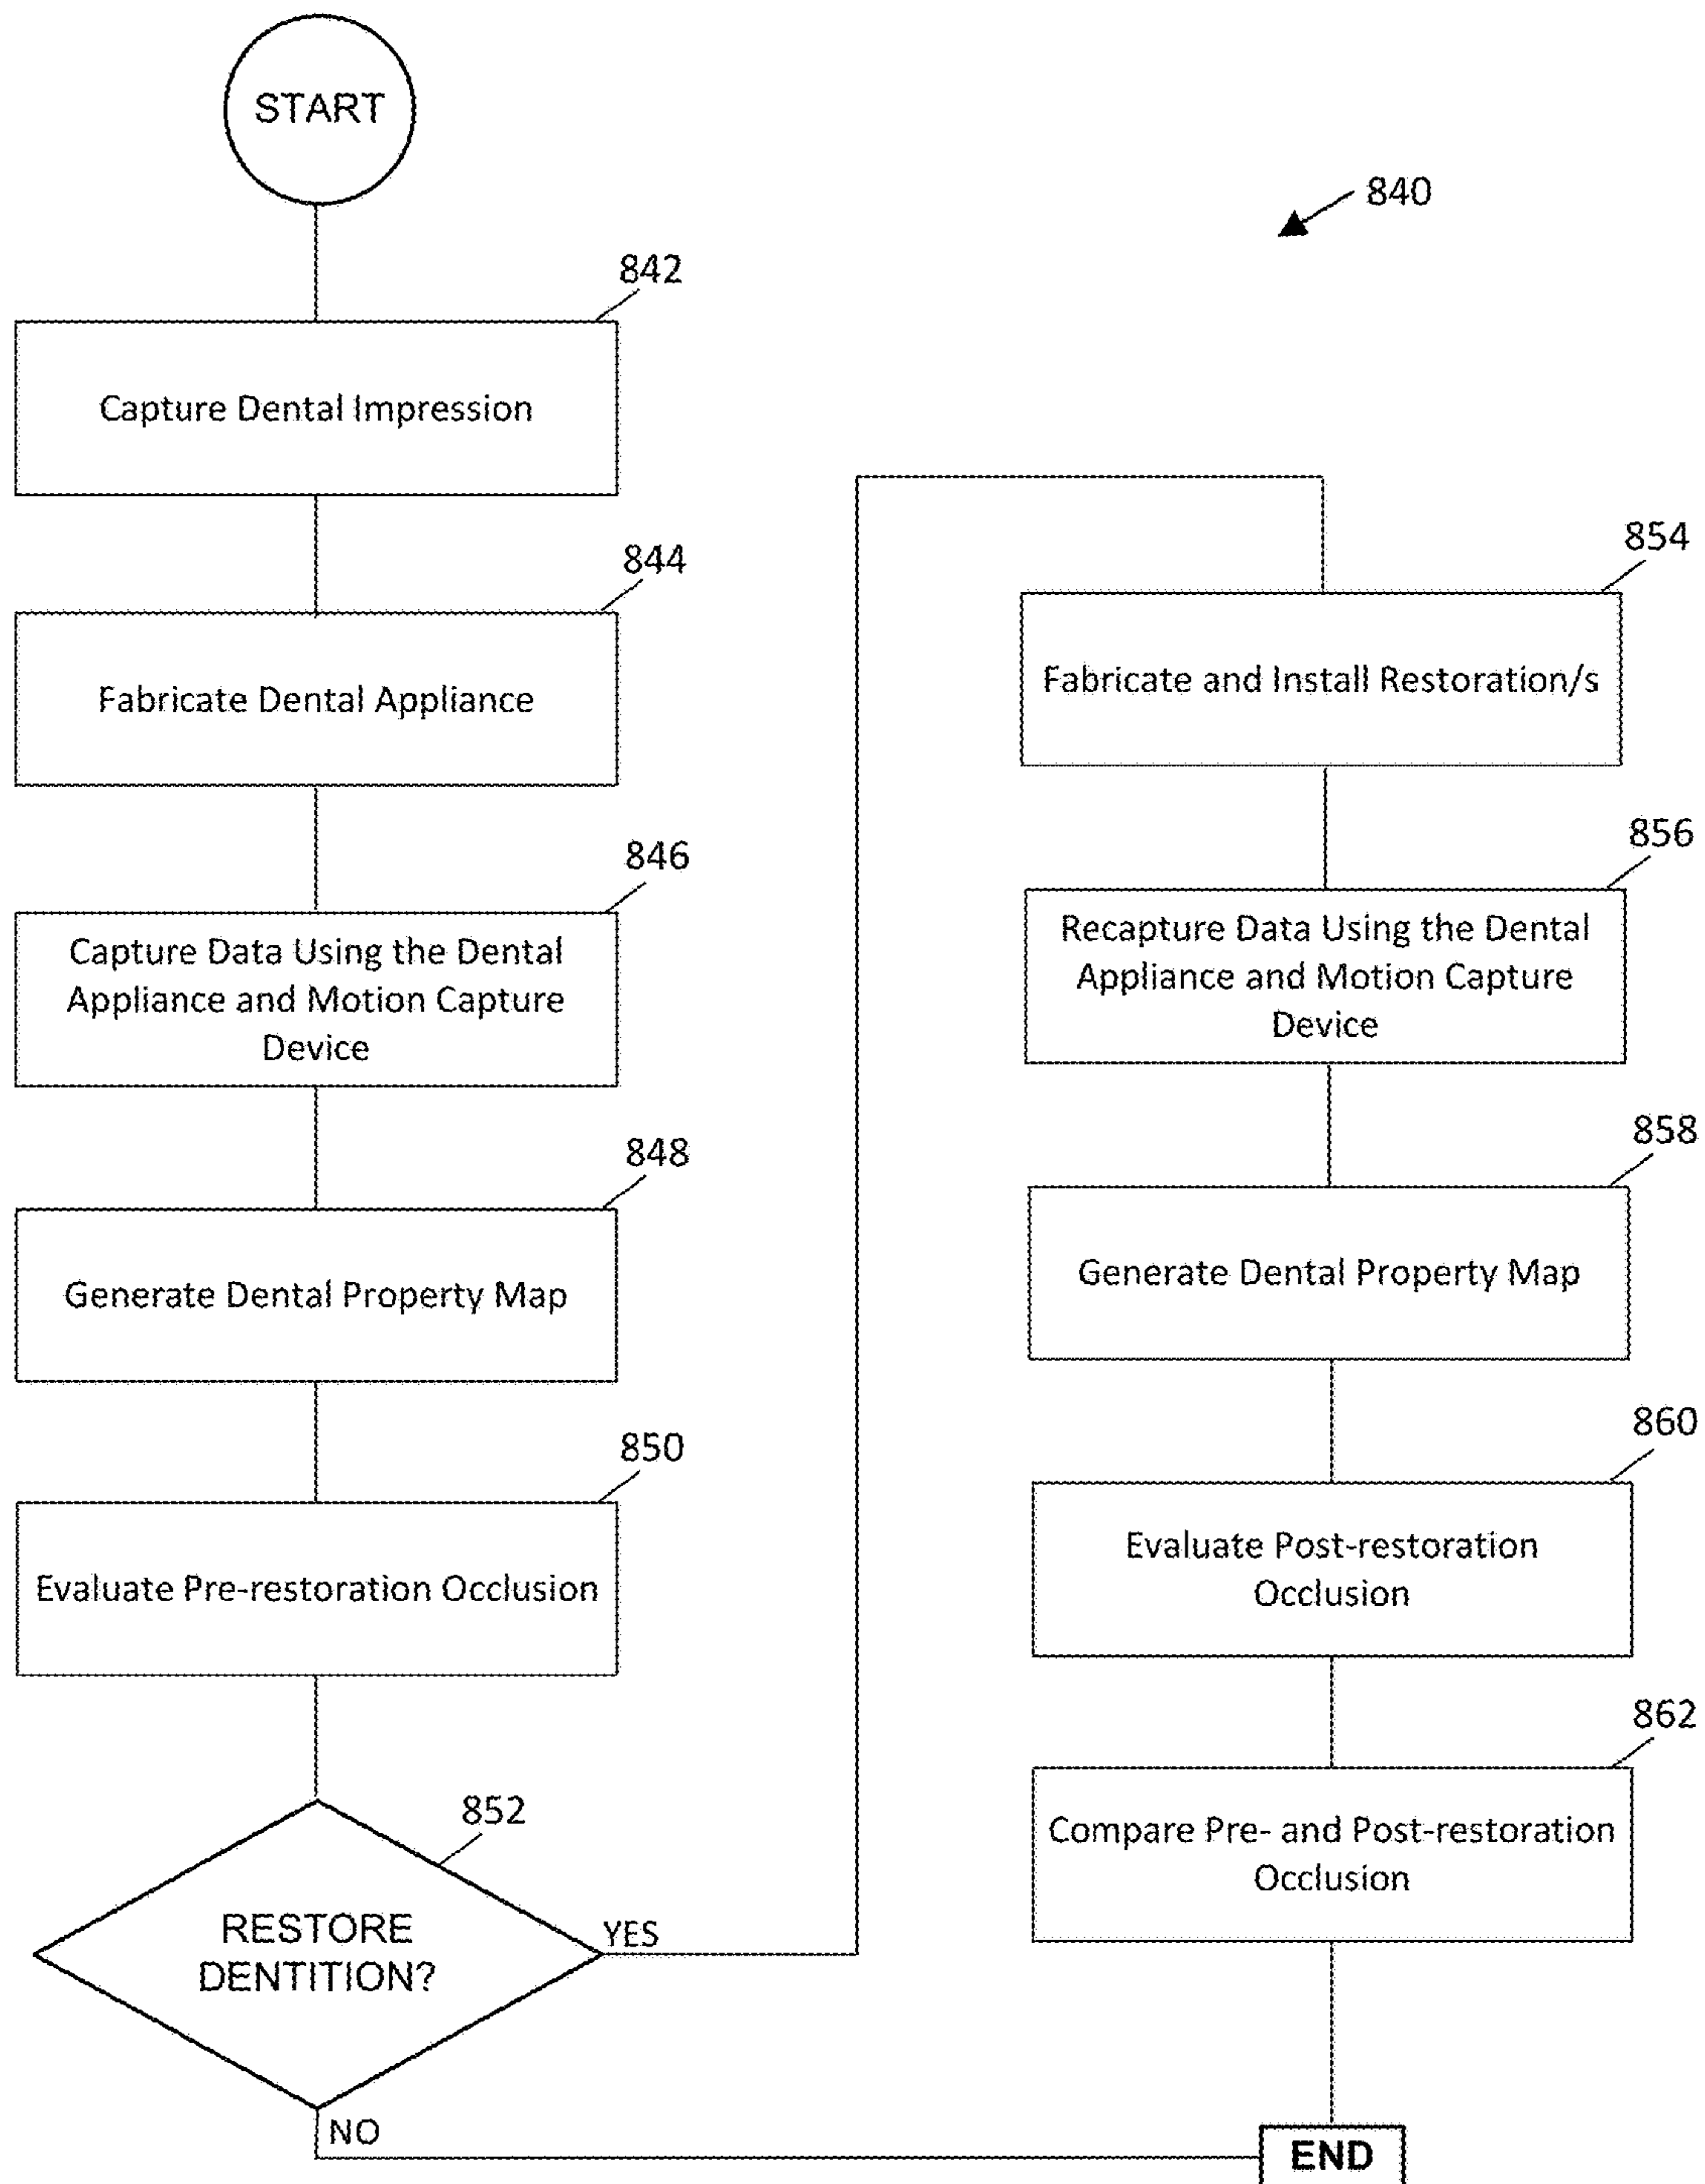 START
840
842
Capture Dental Impression
844
Fabricate Dental Appliance
846
Capture Data Using the Dental
Appliance and Motion Capture
Device
848
Generate Dental Property Map
850
Evaluate Pre-restoration Occlusion
852
RESTORE
DENTITION?
YES
NO
854
Fabricate and Install Restoration/s
856
Recapture Data Using the Dental
Appliance and Motion Capture
Device
858
Generate Dental Property Map
860
Evaluate Post-restoration
Occlusion
862
Compare Pre- and Post-restoration
Occlusion
END